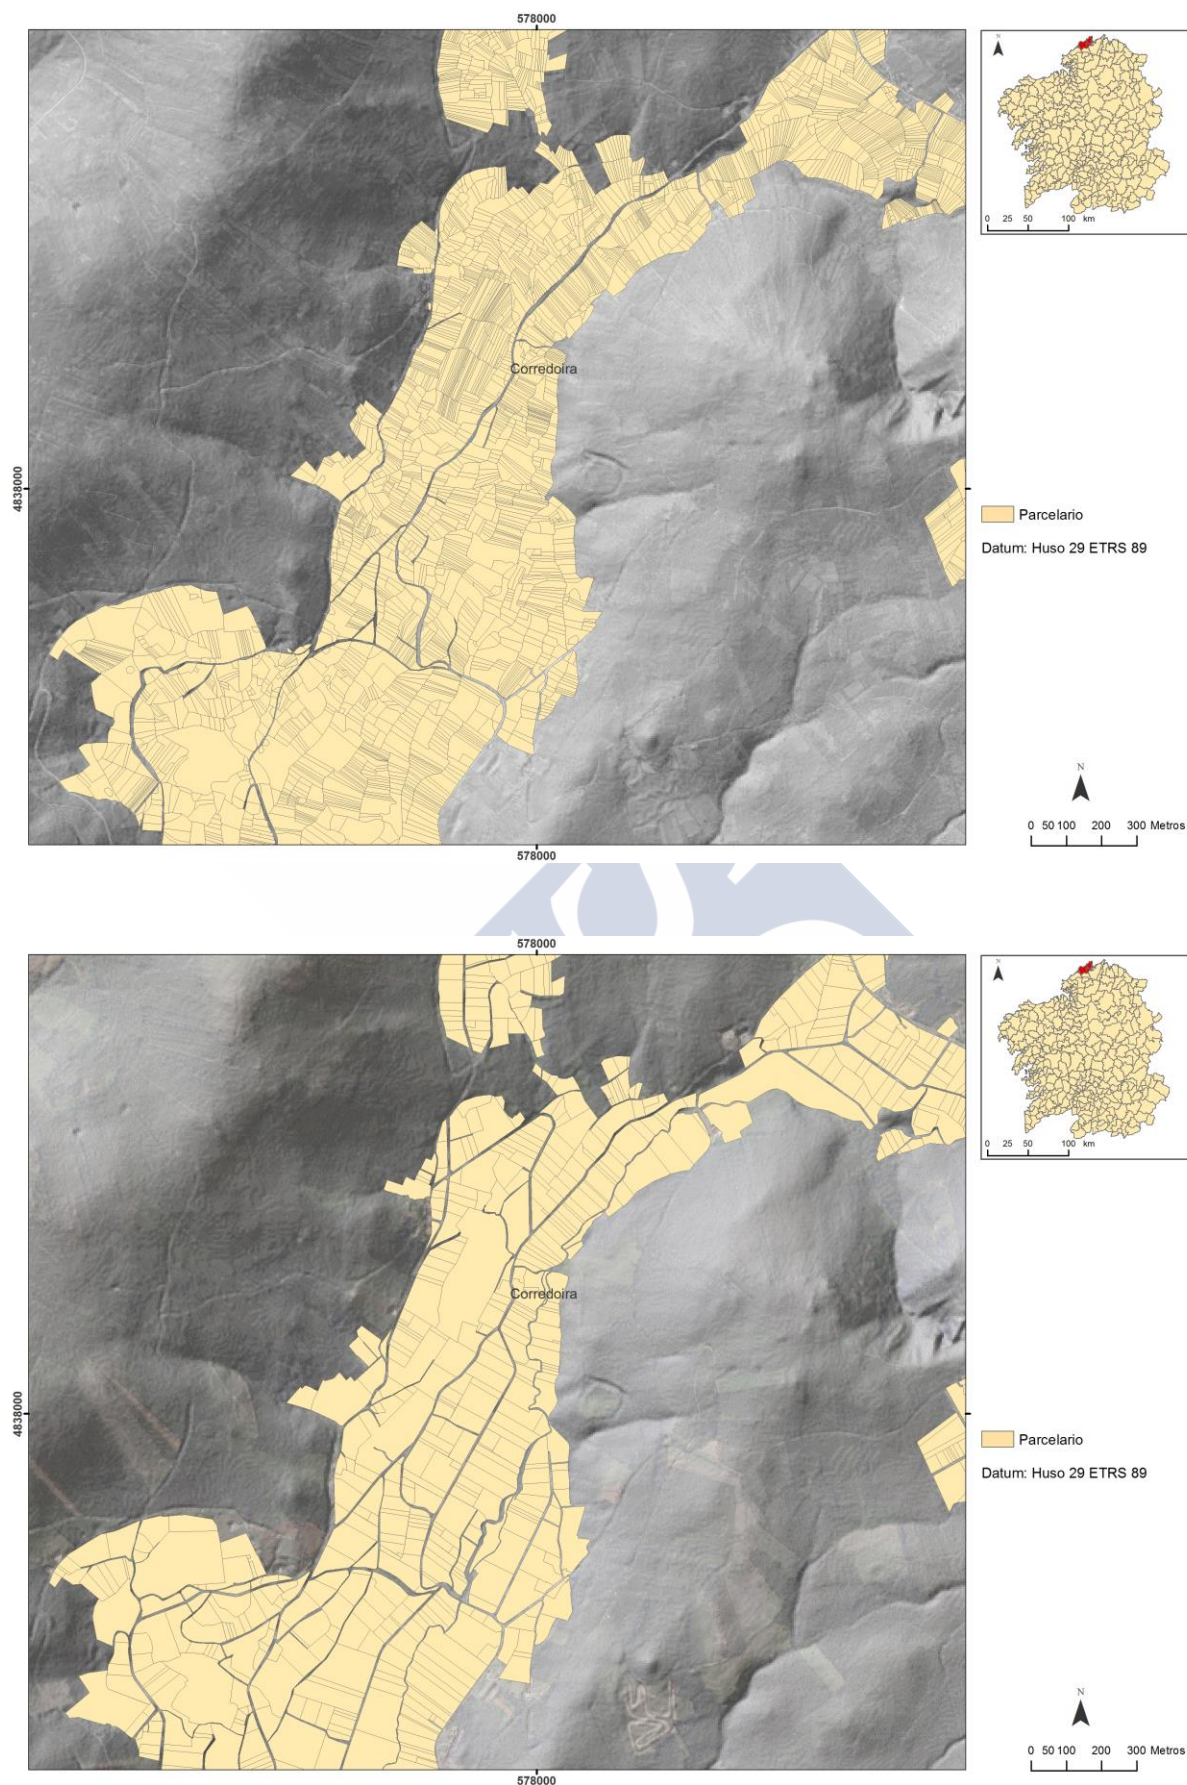 578000
N
0 25 50 100 km
Corredoira
4838000
Parcelario
Datum: Huso 29 ETRS 89
N
0 50 100 200 300 Metros
578000
578000
N
0 25 50 100 km
Corredoira
4838000
Parcelario
Datum: Huso 29 ETRS 89
N
0 50 100 200 300 Metros
578000